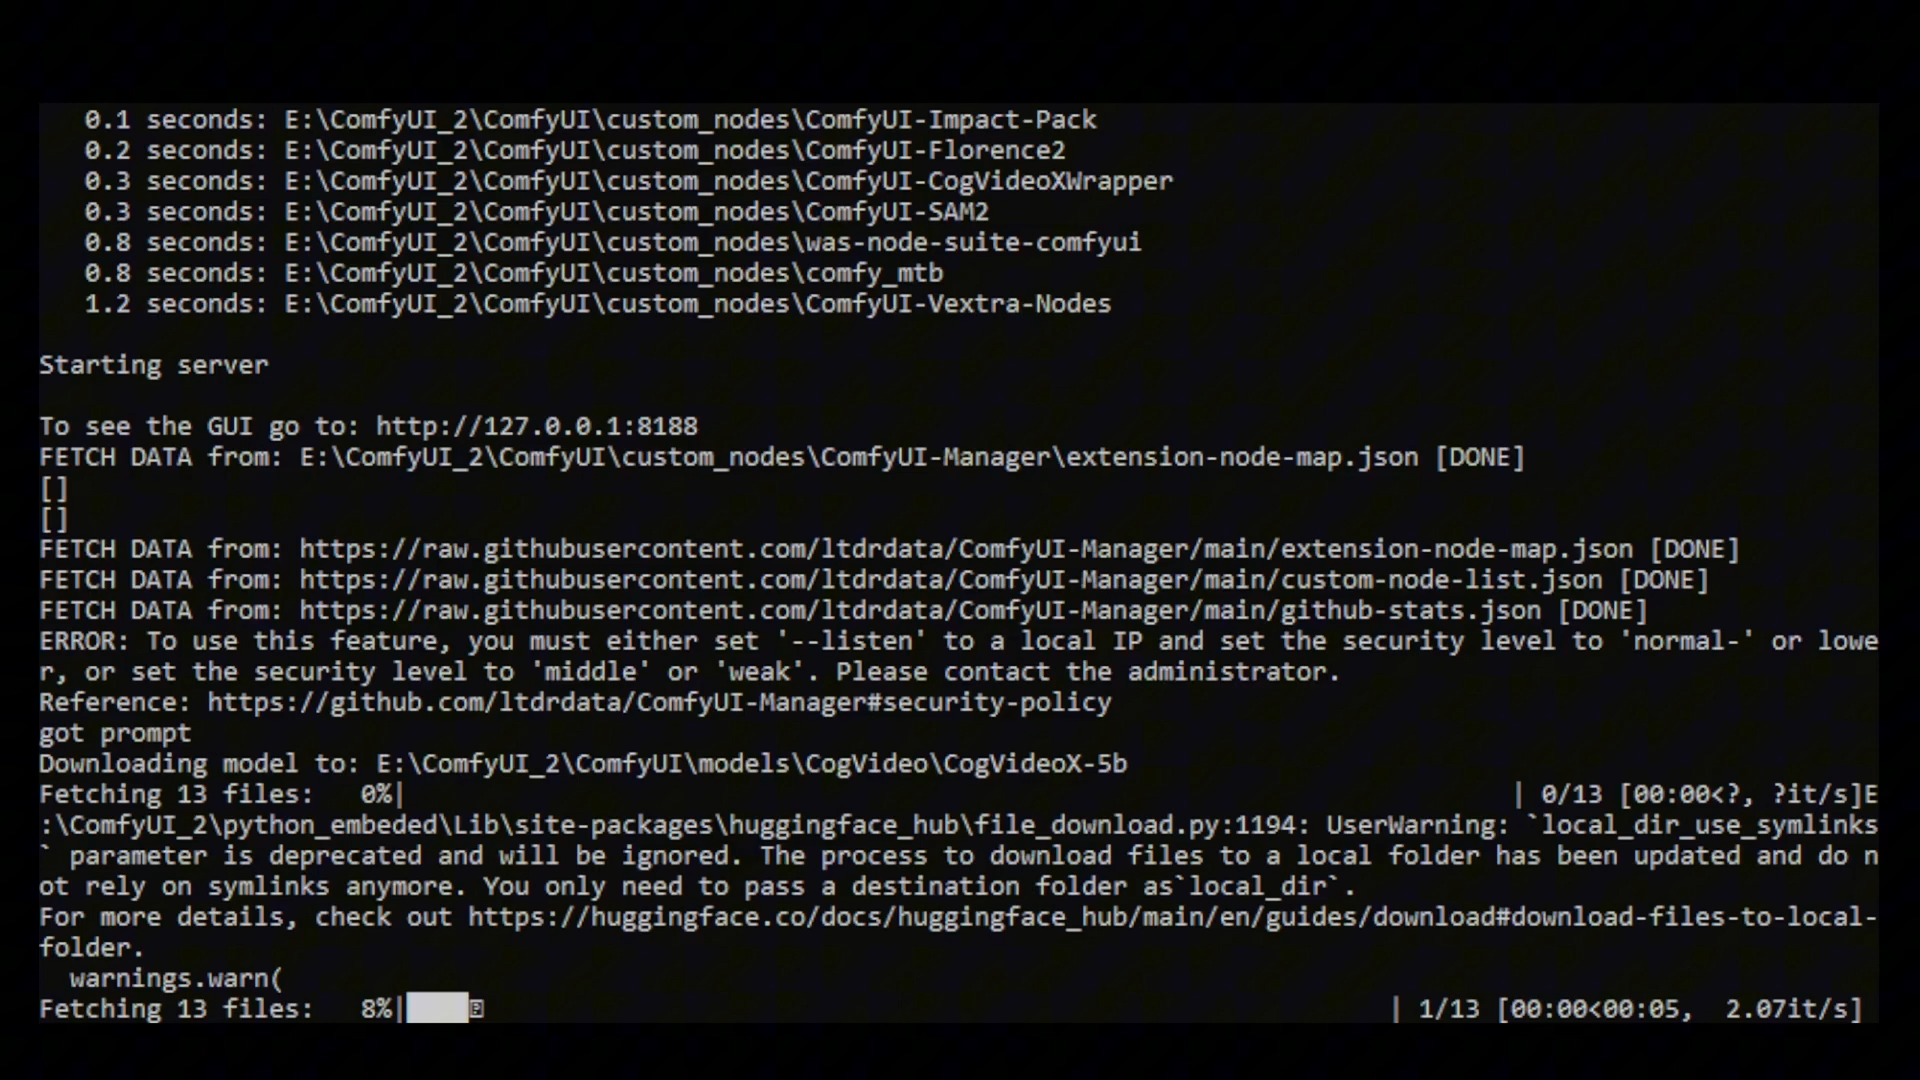 0.1 seconds: E:\ComfyUI_2\ComfyUI\custom_nodes\ComfyUI-Impact-Pack
0.2 seconds: E:\ComfyUI_2\ComfyUI\custom_nodes\ComfyUI-Florence2
0.3 seconds: E:\ComfyUI_2\ComfyUI\custom_nodes\ComfyUI-CogVideoXWrapper
0.3 seconds: E:\ComfyUI_2\ComfyUI\custom_nodes\ComfyUI-SAM2
0.8 seconds: E:\ComfyUI_2\ComfyUI\custom_nodes\was-node-suite-comfyui
0.8 seconds: E:\ComfyUI_2\ComfyUI\custom_nodes\comfy_mtb
1.2 seconds: E:\ComfyUI_2\ComfyUI\custom_nodes\ComfyUI-Vextra-Nodes
Starting server
To see the GUI go to: http://127.0.0.1:8188
FETCH DATA from: E:\ComfyUI_2\ComfyUI\custom_nodes\ComfyUI-Manager\extension-node-map.json [DONE]
[]
[]
FETCH DATA from: https://raw.githubusercontent.com/ltdrdata/ComfyUI-Manager/main/extension-node-map.json [DONE]
FETCH DATA from: https://raw.githubusercontent.com/ltdrdata/ComfyUI-Manager/main/custom-node-list.json [DONE]
FETCH DATA from: https://raw.githubusercontent.com/ltdrdata/ComfyUI-Manager/main/github-stats.json [DONE]
ERROR: To use this feature, you must either set '--listen' to a local IP and set the security level to 'normal-' or lowe
r, or set the security level to 'middle' or 'weak'. Please contact the administrator.
Reference: https://github.com/ltdrdata/ComfyUI-Manager#security-policy
got prompt
Downloading model to: E:\ComfyUI_2\ComfyUI\models\CogVideo\CogVideoX-5b
Fetching 13 files:   0%| | 0/13 [00:00<?, ?it/s]E
:\ComfyUI_2\python_embeded\Lib\site-packages\huggingface_hub\file_download.py:1194: UserWarning: `local_dir_use_symlinks
` parameter is deprecated and will be ignored. The process to download files to a local folder has been updated and do n
ot rely on symlinks anymore. You only need to pass a destination folder as`local_dir`.
For more details, check out https://huggingface.co/docs/huggingface_hub/main/en/guides/download#download-files-to-local-
folder.
warnings.warn(
Fetching 13 files:   8%| | 1/13 [00:00<00:05,  2.07it/s]